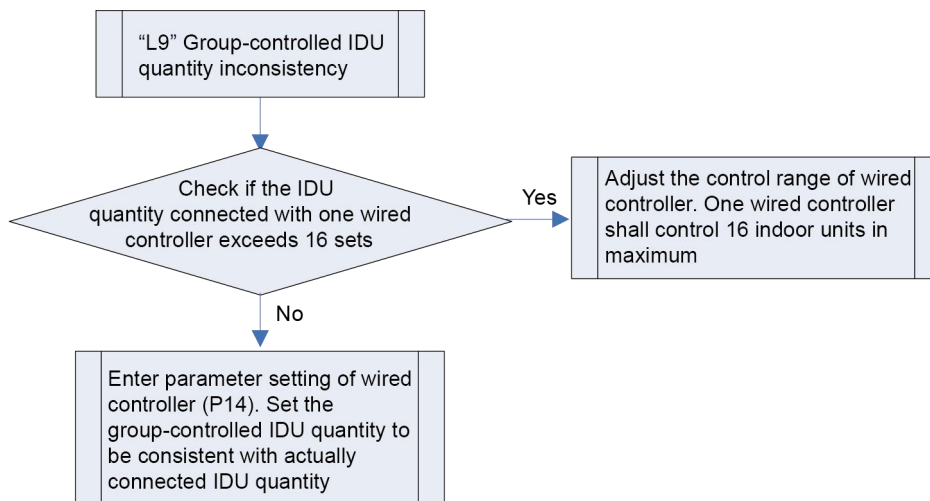 “L9” Group-controlled IDU
quantity inconsistency
Check if the IDU
quantity connected with one wired
controller exceeds 16 sets
Yes
Adjust the control range of wired
controller. One wired controller
shall control 16 indoor units in
maximum
No
Enter parameter setting of wired
controller (P14). Set the
group-controlled IDU quantity to
be consistent with actually
connected IDU quantity